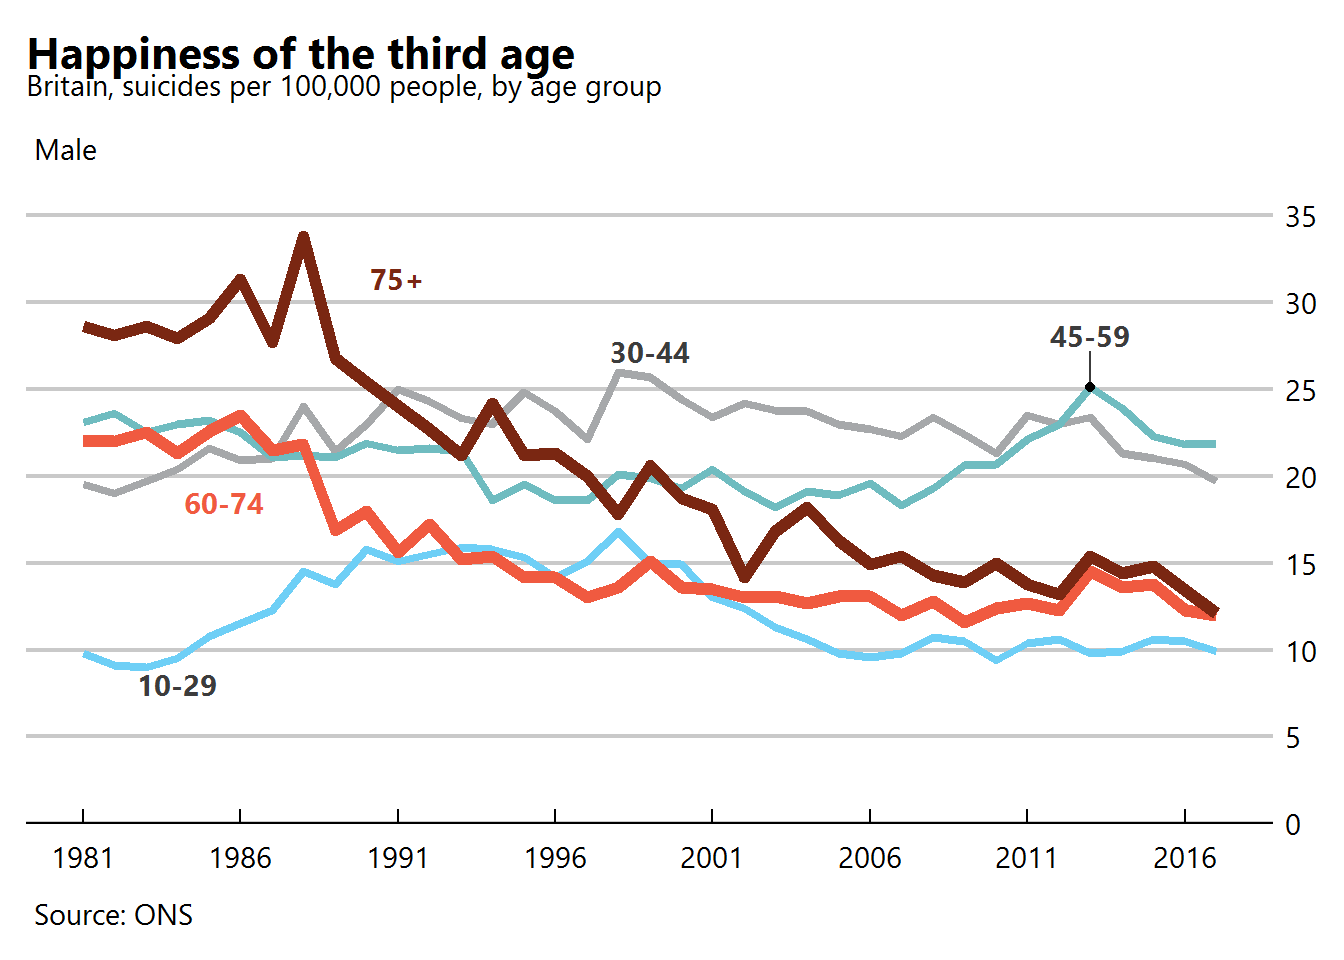 Happiness of the third age
Britain, suicides per 100,000 people, by age group
Male
35
75+
30
45-59
30-44
25
20
60-74
15
10
10-29
5
0
1981 1986 1991 1996 2001 2006 2011 2016
Source: ONS